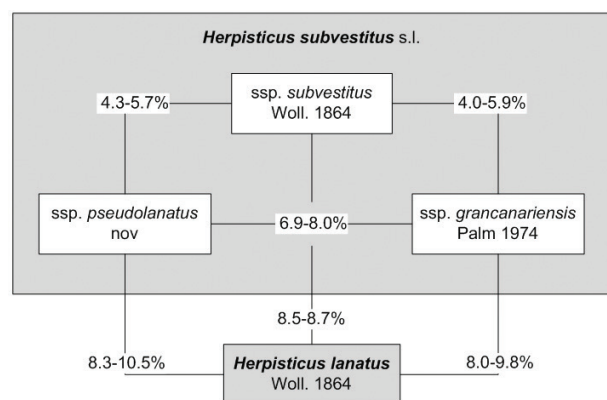 Herpisticus subvestitus s.l.
ssp. subvestitus
Woll. 1864
4.3-5.7%
4.0-5.9%
ssp. pseudolanatus
nov
6.9-8.0%
ssp. grancanariensis
Palm 1974
8.5-8.7%
8.3-10.5%
Herpisticus lanatus
Woll. 1864
8.0-9.8%